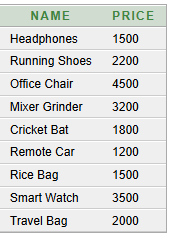 NAME PRICE
Headphones 1500
Running Shoes 2200
Office Chair 4500
Mixer Grinder 3200
Cricket Bat 1800
Remote Car 1200
Rice Bag 1500
Smart Watch 3500
Travel Bag 2000